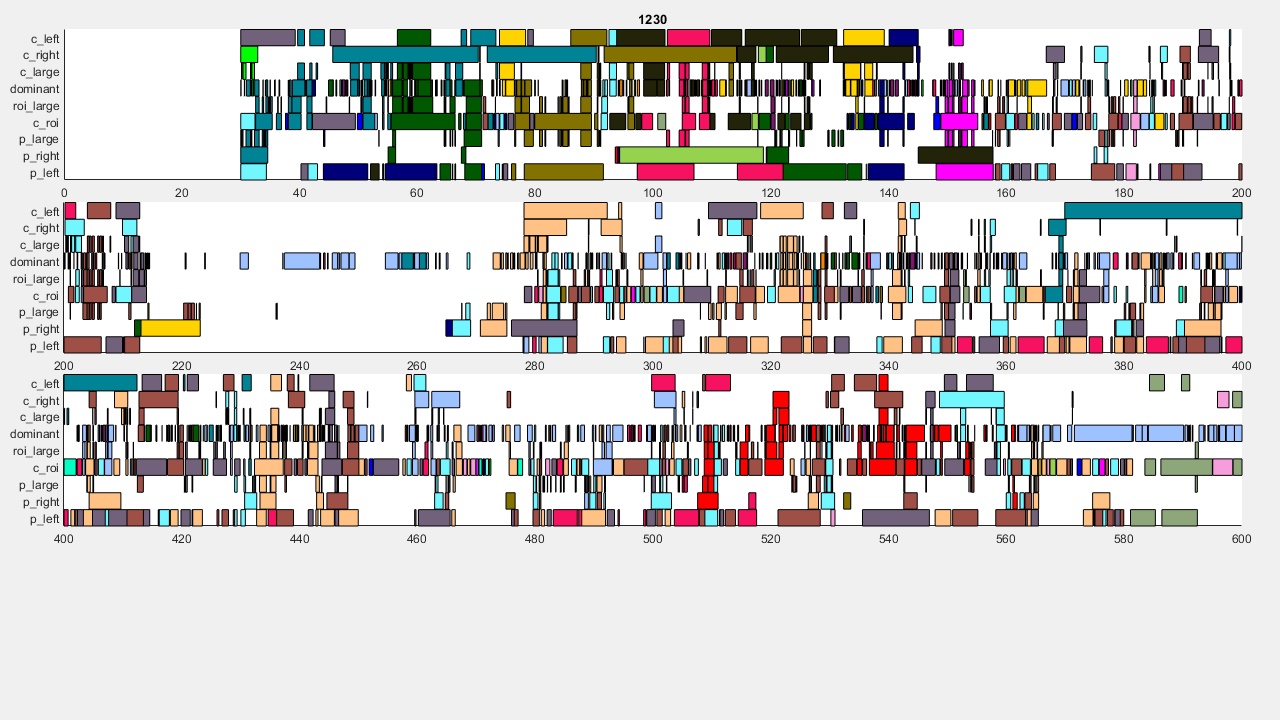 1230
c_left
c_right
c_large
dominant
roi_large
c_roi
p_large
p_right
p_left
0 20 40 60 80 100 120 140 160 180 200
c_left
c_right
c_large
dominant
roi_large
c_roi
p_large
p_right
p_left
200 220 240 260 280 300 320 340 360 380 400
c_left
c_right
c_large
dominant
roi_large
c_roi
p_large
p_right
p_left
400 420 440 460 480 500 520 540 560 580 600